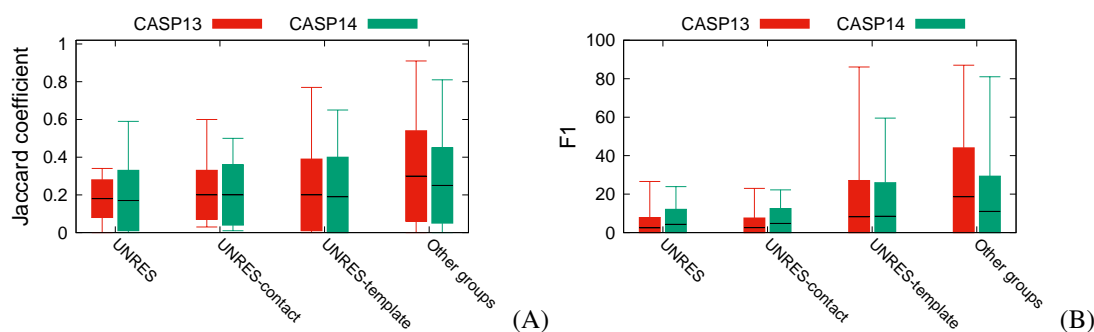 CASP13 CASP14
Jaccard coefficient
1
0.8
0.6
0.4
0.2
0
UNRES
UNRES-contact
UNRES-template
Other groups
(A)
CASP13 CASP14
F1
100
80
60
40
20
0
UNRES
UNRES-contact
UNRES-template
Other groups
(B)